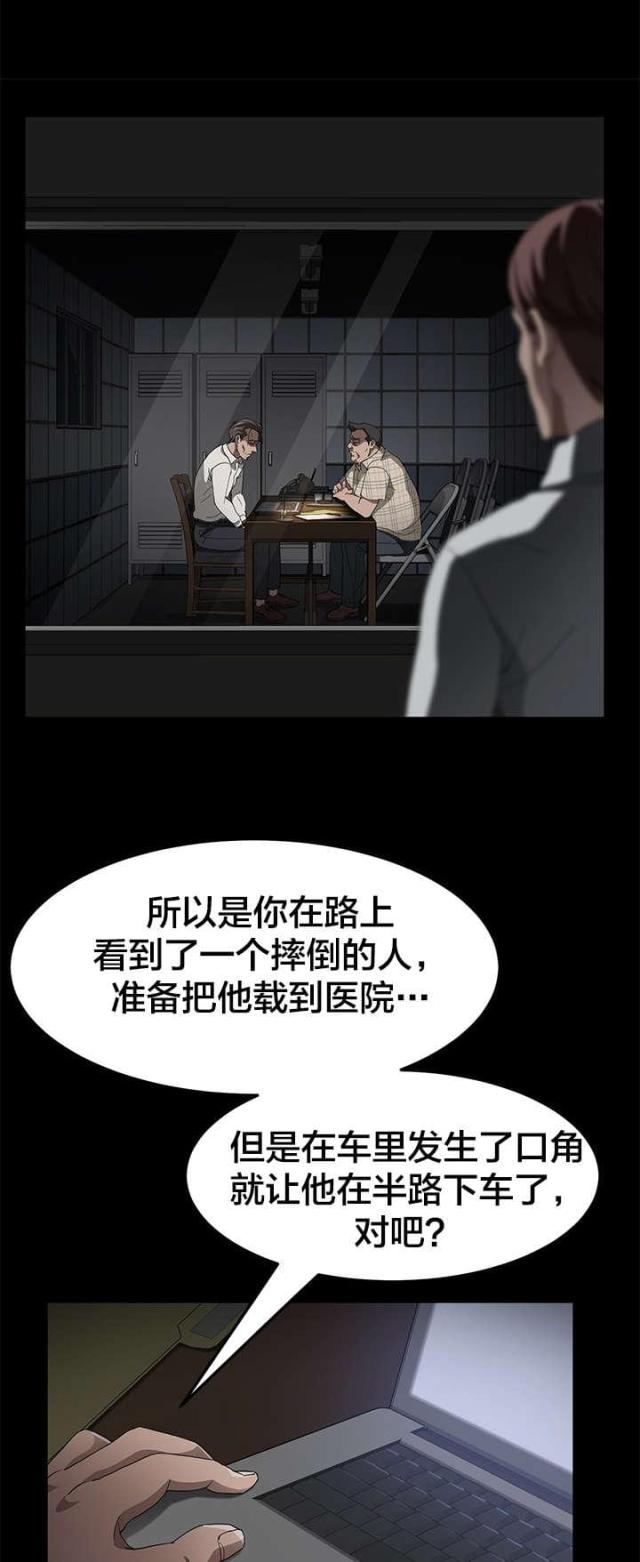 所以是你在路上
看到了一个摔倒的人，
准备把他载到医院…
但是在车里发生了口角
就让他在半路下车了，
对吧？